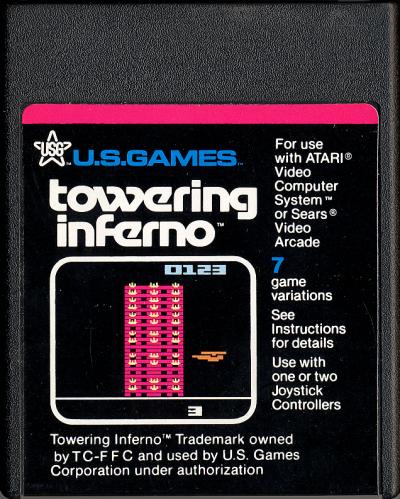 USG™ U.S.GAMES™
towering
inferno™
For use
with ATARI®
Video
Computer
System™
or Sears®
Video
Arcade
7
game
variations
See
Instructions
for details
Use with
one or two
Joystick
Controllers
0123
3
Towering Inferno™ Trademark owned
by TC-FFC and used by U.S. Games
Corporation under authorization